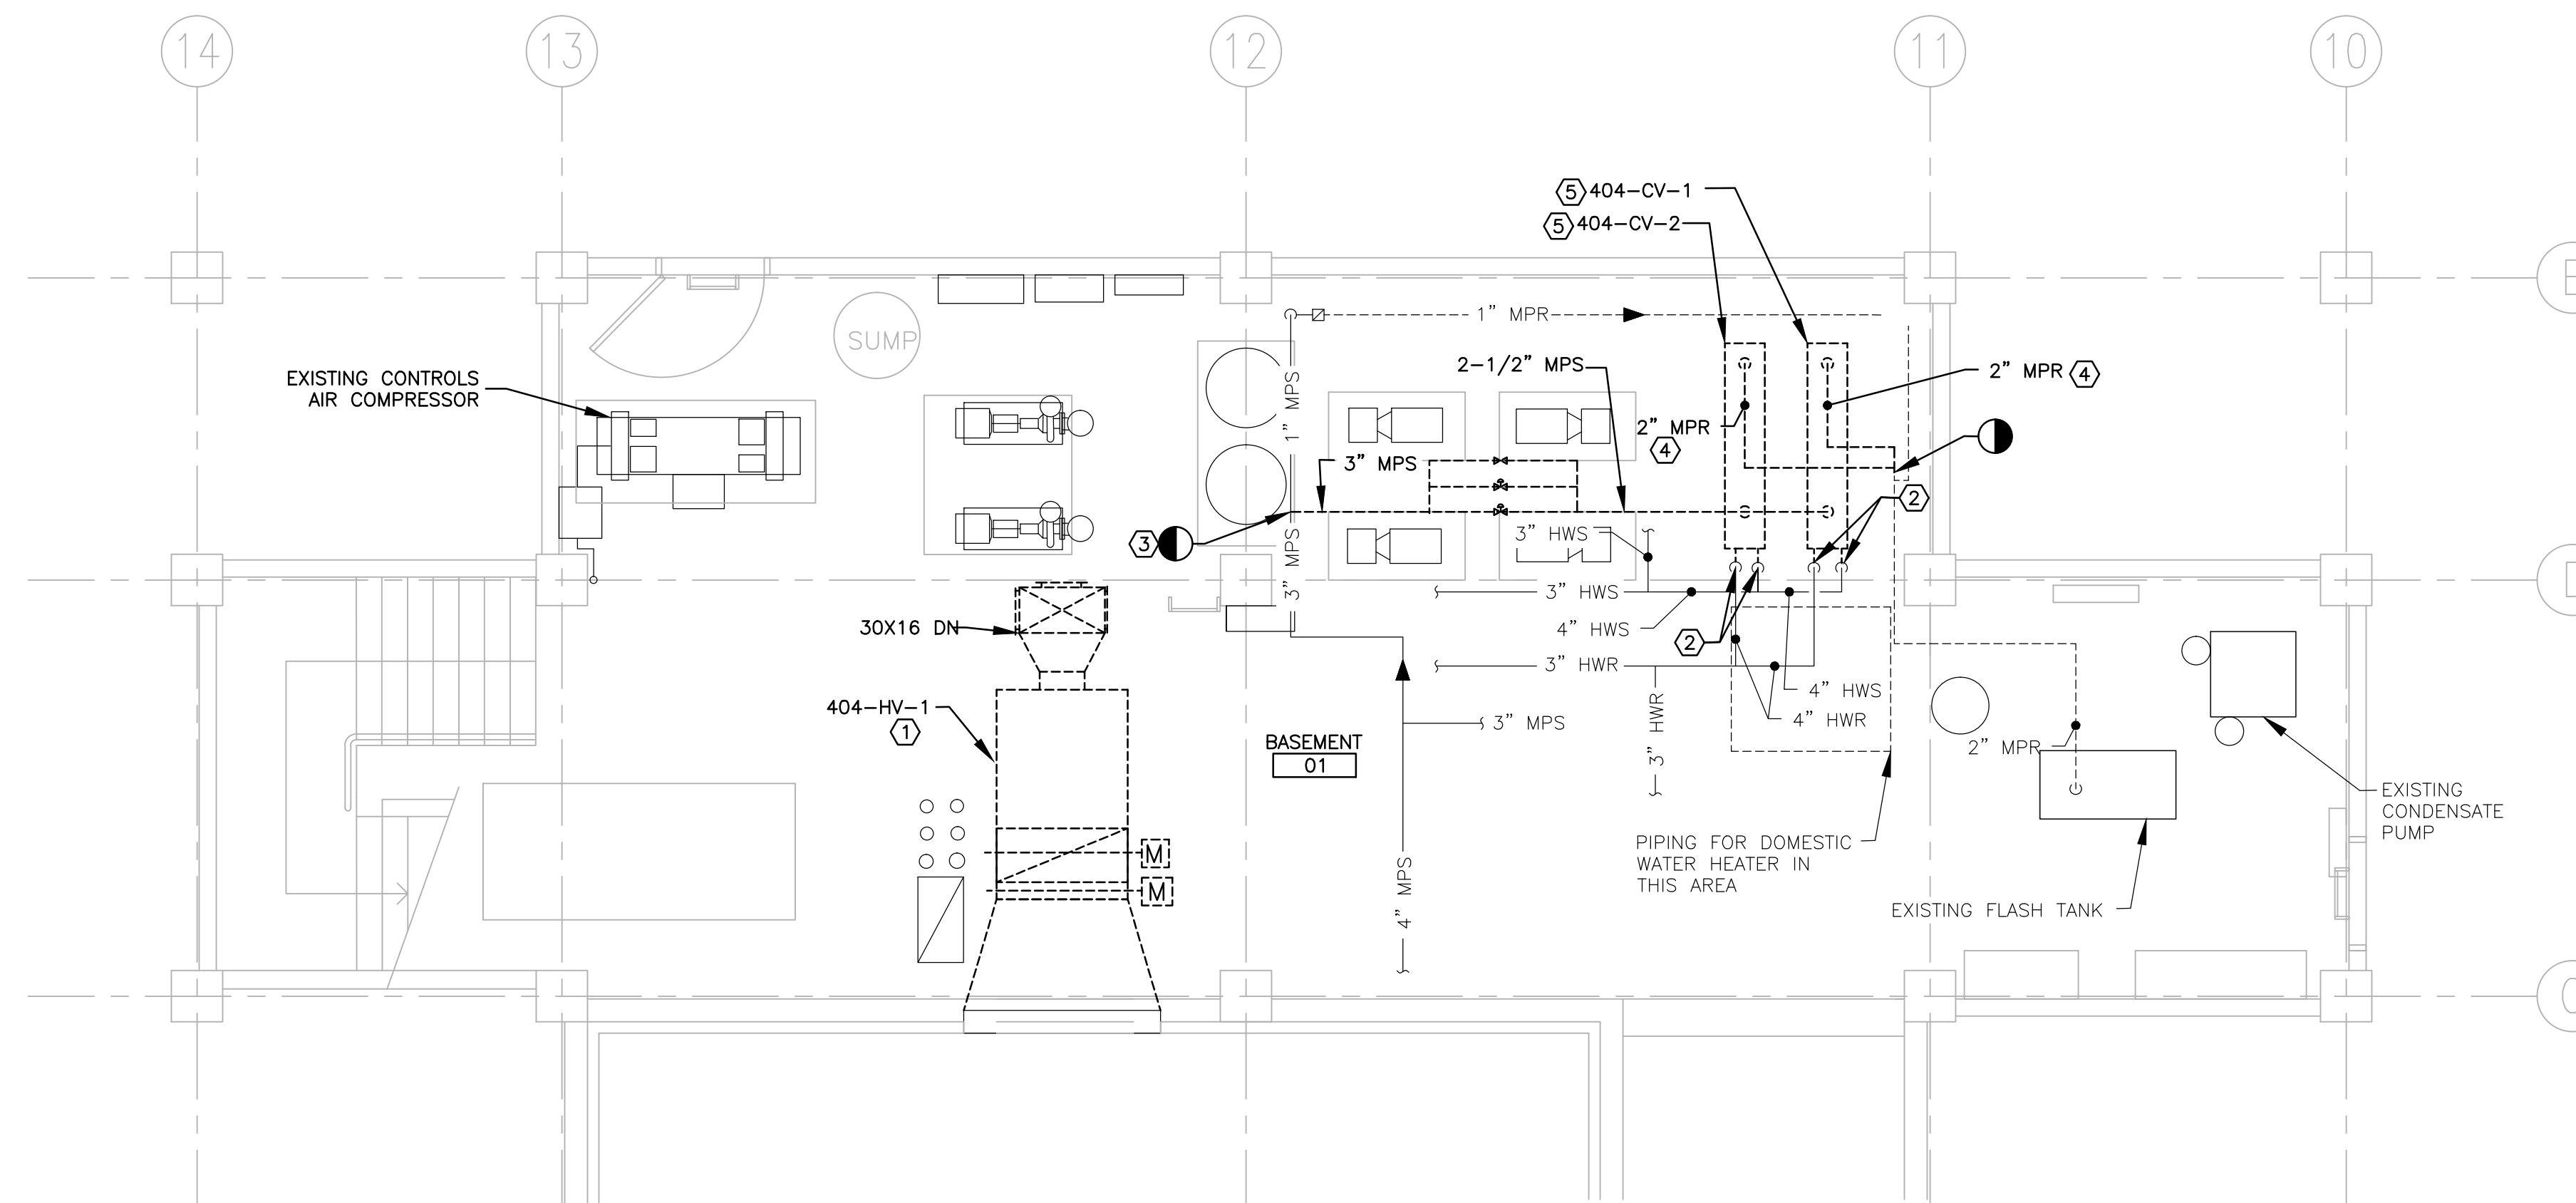 14
13
12
11
10
5 404-CV-1
5 404-CV-2
1" MPR
SUMP
EXISTING CONTROLS
AIR COMPRESSOR
1" MPS
2-1/2" MPS
2" MPR 4
2" MPR
4
3" MPS
2
3
3" HWS
3" MPS
3" HWS
4" HWS
2
30X16 DN
3" HWR
4" HWS
4" HWR
3" HWR
404-HV-1
1
3" MPS
BASEMENT
01
2" MPR
EXISTING
CONDENSATE
PUMP
M
M
4" MPS
PIPING FOR DOMESTIC
WATER HEATER IN
THIS AREA
EXISTING FLASH TANK